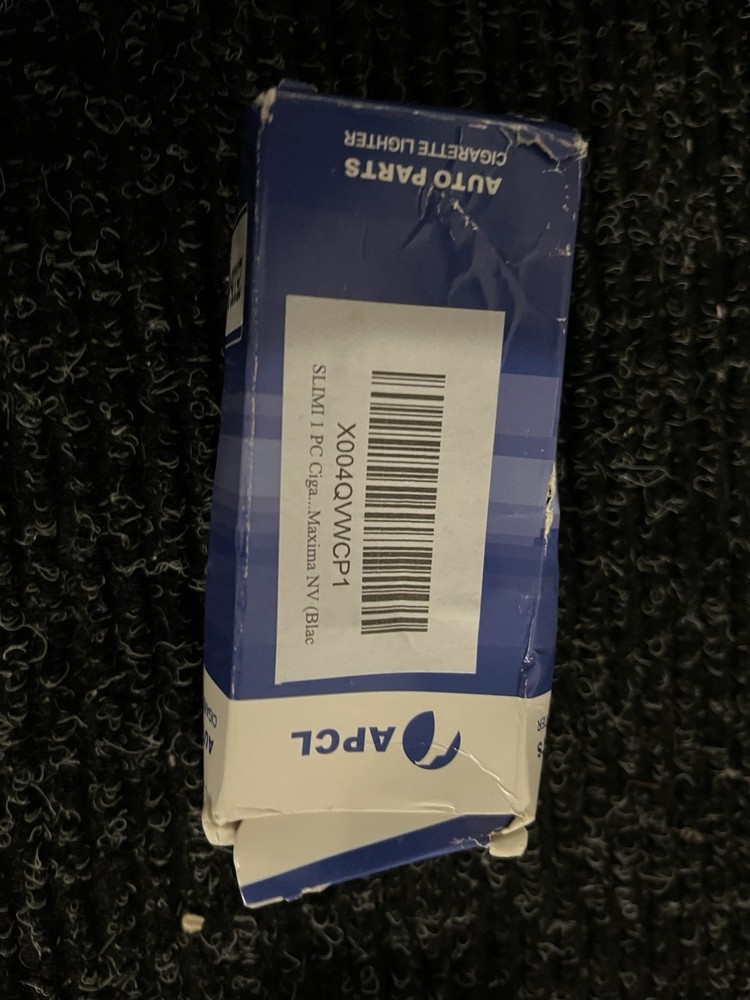 AUTO PARTS
CIGARETTE LIGHTER
X004QVWCP1
SLIMI 1 PC Ciga...Maxima NV (Blac
APCL